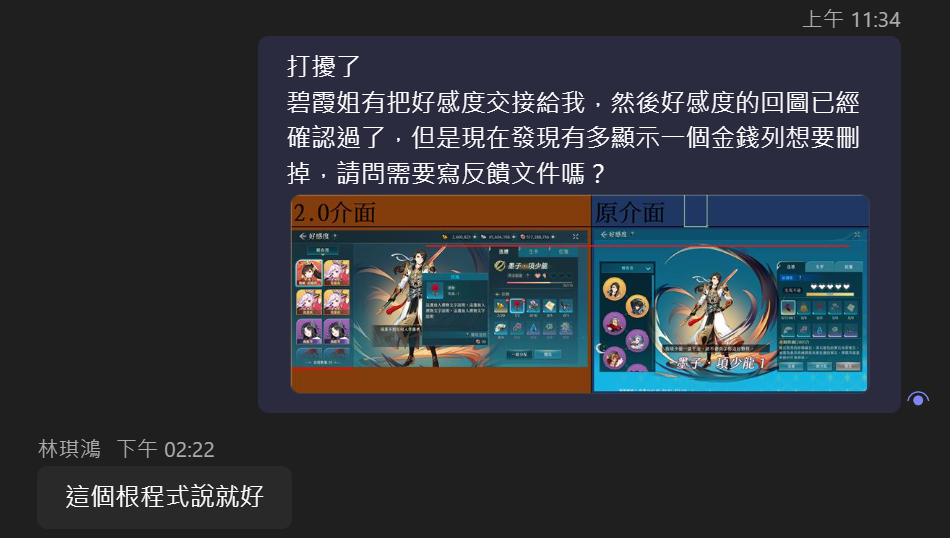 上午 11:34
打擾了
碧霞姐有把好感度交接給我，然後好感度的回圖已經
確認過了，但是現在發現有多顯示一個金錢列想要刪
掉，請問需要寫反饋文件嗎？
2.0介面
原介面
好感度
好感度
墨子·項少龍
墨子·項少龍 1
林琪鴻 下午 02:22
這個根程式說就好